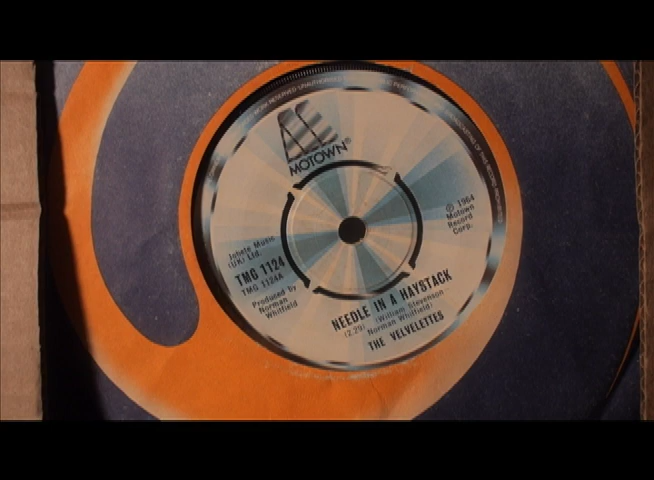 MOTOWN®
℗ 1964
Motown
Record
Corp.
Jobete Music
(UK) Ltd.
TMG 1124
TMG 1124A
Produced by
Norman
Whitfield
NEEDLE IN A HAYSTACK
(2.29) (William Stevenson
Norman Whitfield)
THE VELVELETTES